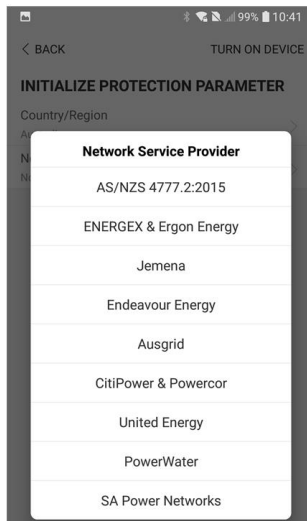 99% 10:41
BACK
TURN ON DEVICE
INITIALIZE PROTECTION PARAMETER
Country/Region
Network Service Provider
AS/NZS 4777.2:2015
ENERGEX & Ergon Energy
Jemena
Endeavour Energy
Ausgrid
CitiPower & Powercor
United Energy
PowerWater
SA Power Networks